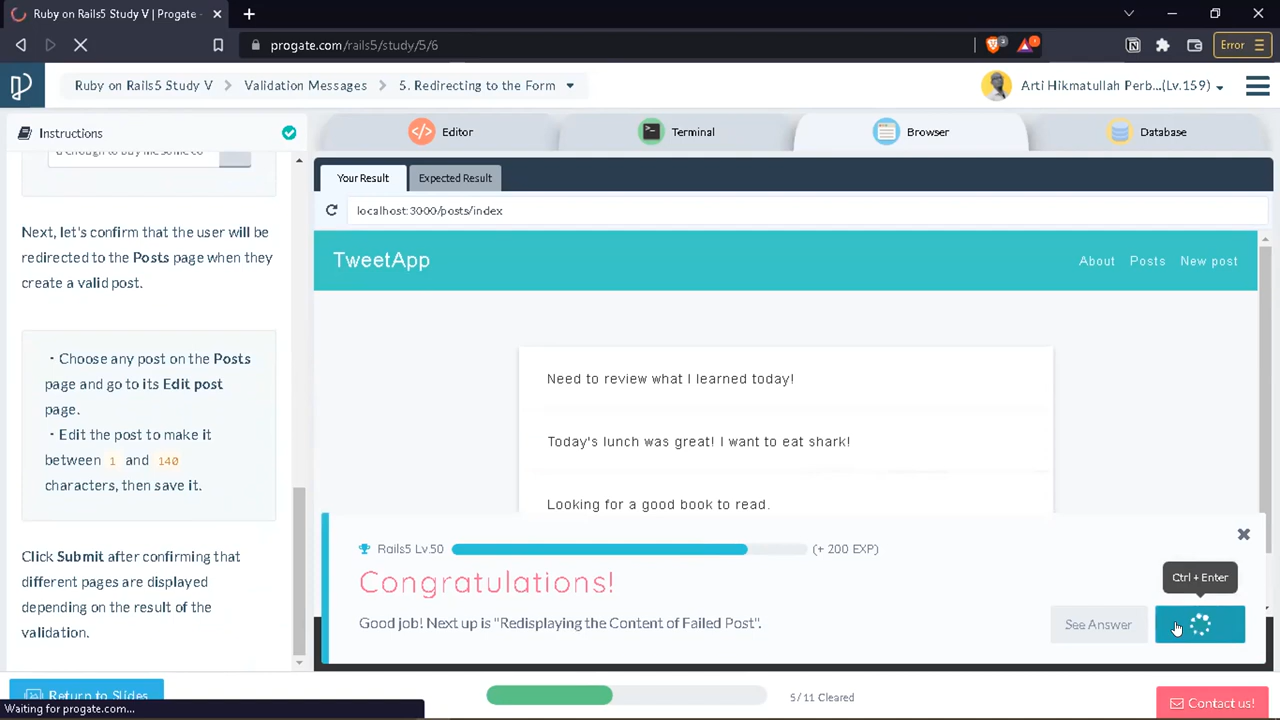 Ruby on Rails5 Study V | Progate -
progate.com/rails5/study/5/6
Error
Ruby on Rails5 Study V
Validation Messages
5. Redirecting to the Form
Arti Hikmatullah Perb...(Lv.159)
Instructions
Editor
Terminal
Browser
Database
Your Result
Expected Result
localhost:3000/posts/index
Next, let's confirm that the user will be
redirected to the Posts page when they
create a valid post.
・Choose any post on the Posts
page and go to its Edit post
page.
・Edit the post to make it
between 1 and 140
characters, then save it.
Click Submit after confirming that
different pages are displayed
depending on the result of the
validation.
TweetApp
About
Posts
New post
Need to review what I learned today!
Today's lunch was great! I want to eat shark!
Looking for a good book to read.
Rails5 Lv.50
(+ 200 EXP)
Congratulations!
Good job! Next up is "Redisplaying the Content of Failed Post".
Ctrl + Enter
See Answer
Return to Slides
Waiting for progate.com...
5/11 Cleared
Contact us!